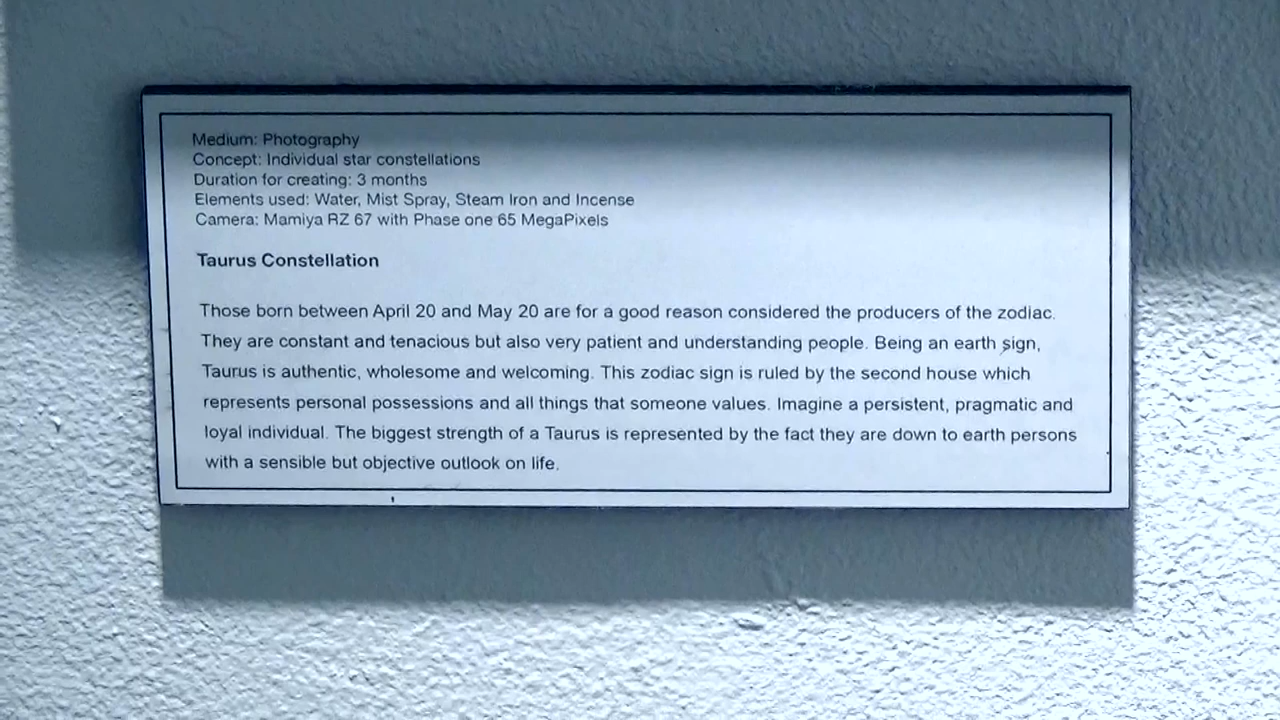 Medium: Photography
Concept: Individual star constellations
Duration for creating: 3 months
Elements used: Water, Mist Spray, Steam Iron and Incense
Camera: Mamiya RZ 67 with Phase one 65 MegaPixels
Taurus Constellation
Those born between April 20 and May 20 are for a good reason considered the producers of the zodiac.
They are constant and tenacious but also very patient and understanding people. Being an earth sign,
Taurus is authentic, wholesome and welcoming. This zodiac sign is ruled by the second house which
represents personal possessions and all things that someone values. Imagine a persistent, pragmatic and
loyal individual. The biggest strength of a Taurus is represented by the fact they are down to earth persons
with a sensible but objective outlook on life.